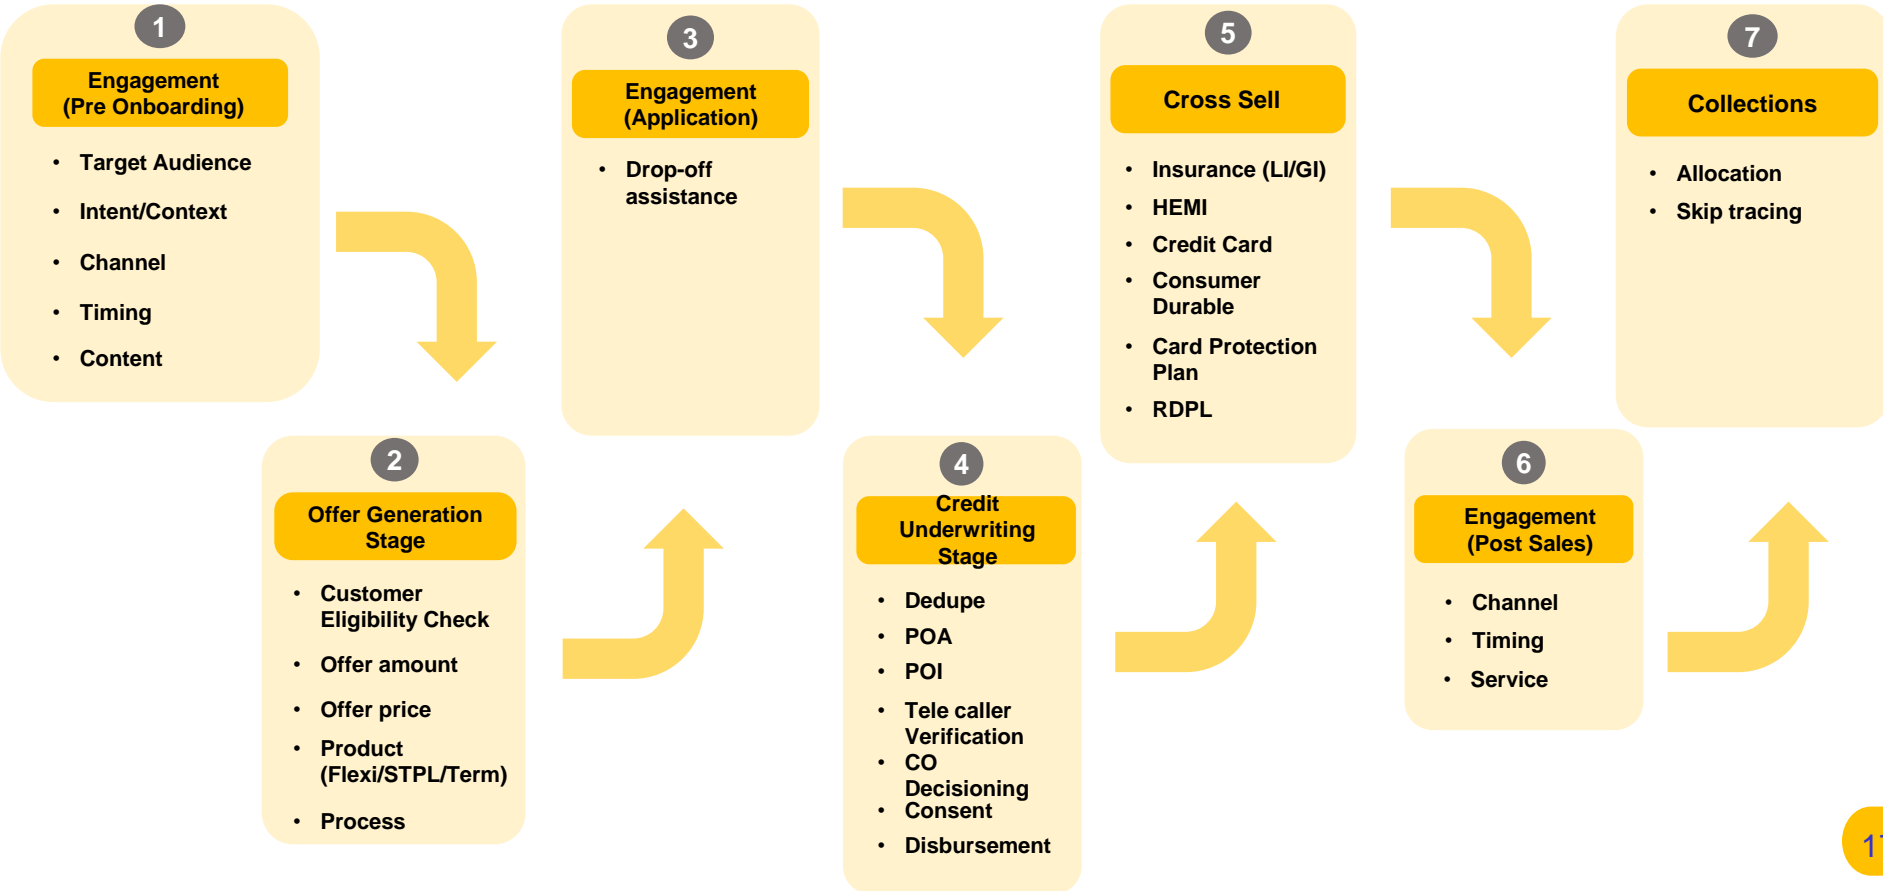 1
Engagement
(Pre Onboarding)
• Target Audience
• Intent/Context
• Channel
• Timing
• Content
2
Offer Generation
Stage
• Customer
Eligibility Check
• Offer amount
• Offer price
• Product
(Flexi/STPL/Term)
• Process
3
Engagement
(Application)
• Drop-off
assistance
4
Credit
Underwriting
Stage
• Dedupe
• POA
• POI
• Tele caller
Verification
• CO
Decisioning
• Consent
• Disbursement
5
Cross Sell
• Insurance (LI/GI)
• HEMI
• Credit Card
• Consumer
Durable
• Card Protection
Plan
• RDPL
6
Engagement
(Post Sales)
• Channel
• Timing
• Service
7
Collections
• Allocation
• Skip tracing